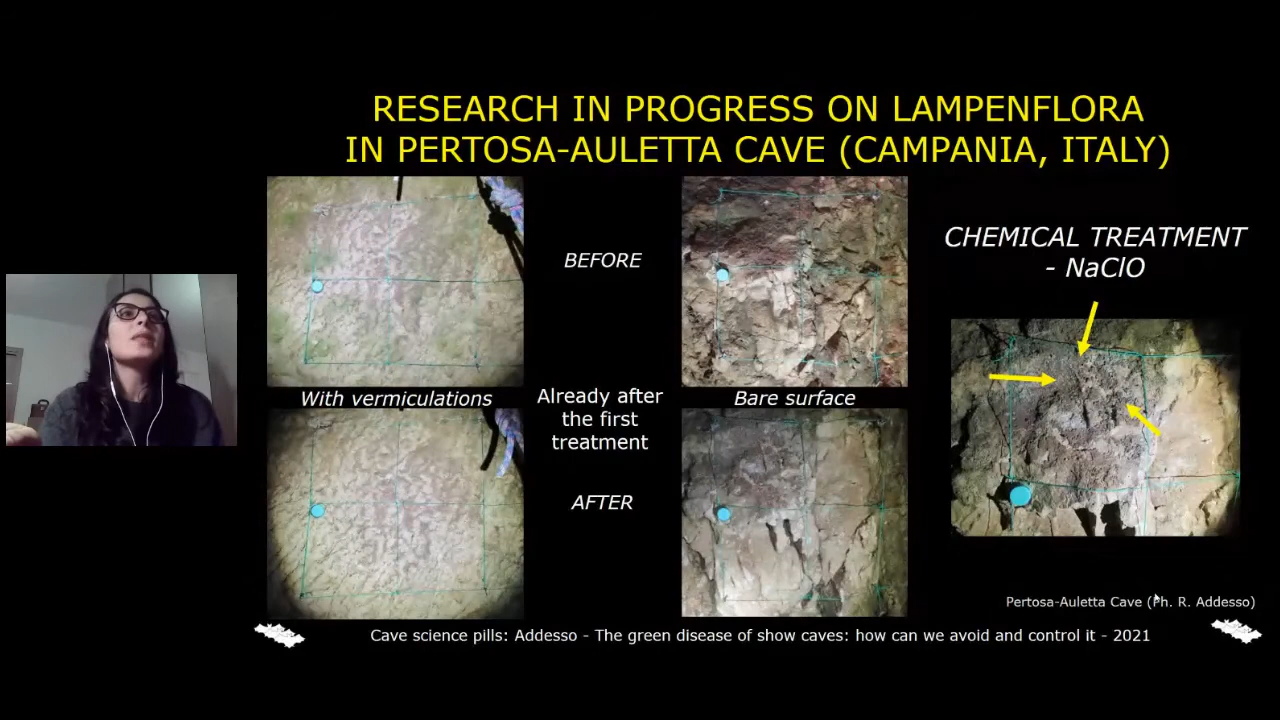 RESEARCH IN PROGRESS ON LAMPENFLORA
IN PERTOSA-AULETTA CAVE (CAMPANIA, ITALY)
BEFORE
CHEMICAL TREATMENT
- NaClO
With vermiculations
Already after
the first
treatment
Bare surface
AFTER
Pertosa-Auletta Cave (Ph. R. Addesso)
Cave science pills: Addesso - The green disease of show caves: how can we avoid and control it - 2021